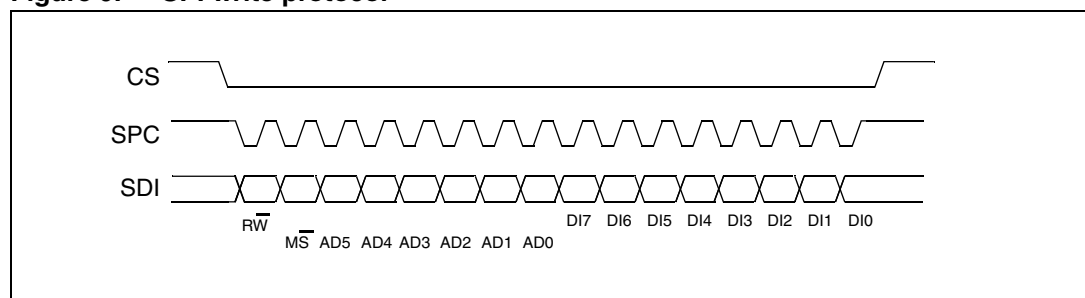 Figure SPI write protocol
CS
SPC
SDI
RW̅
DI7 DI6 DI5 DI4 DI3 DI2 DI1 DI0
MS̅ AD5 AD4 AD3 AD2 AD1 AD0